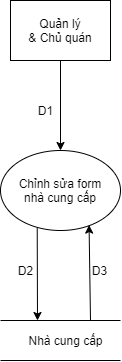 Quản lý
& Chủ quán
D1
Chỉnh sửa form
nhà cung cấp
D2
D3
Nhà cung cấp